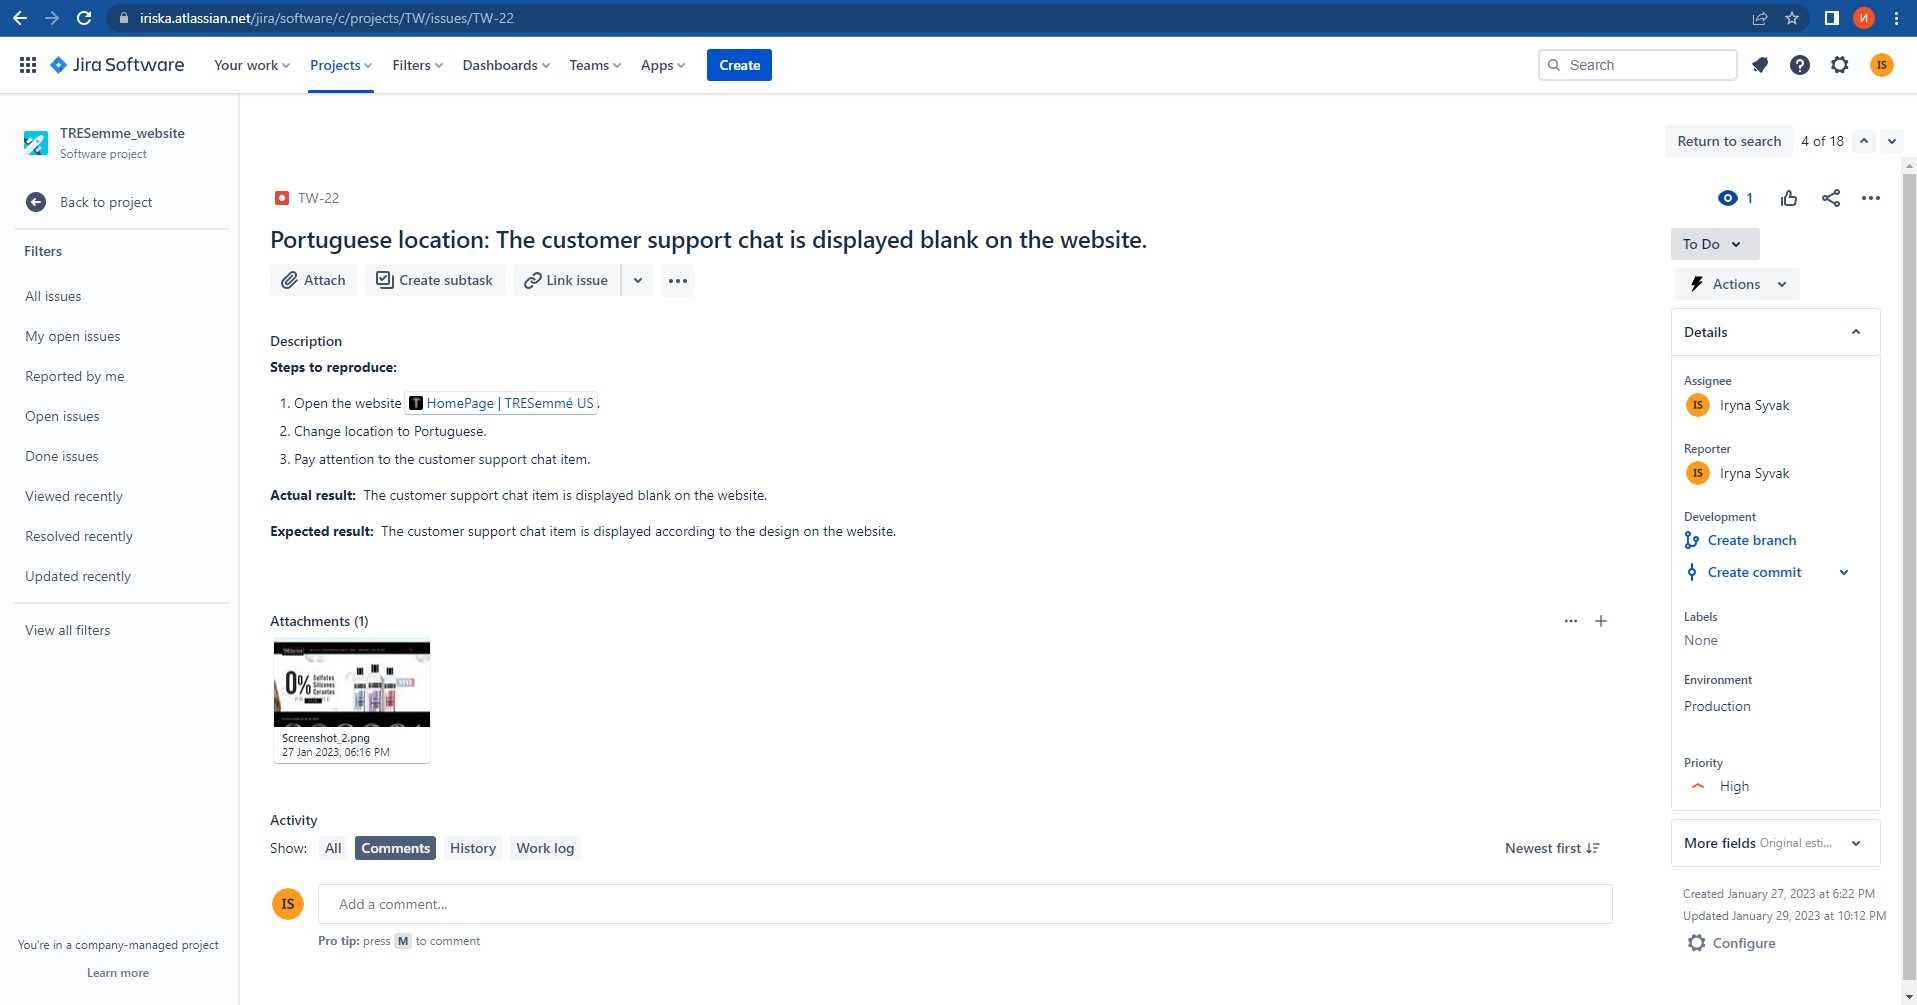 iriska.atlassian.net/jira/software/c/projects/TW/issues/TW-22
И
Jira Software
Your work
Projects
Filters
Dashboards
Teams
Apps
Create
Search
IS
TRESemme_website
Software project
Back to project
Filters
All issues
My open issues
Reported by me
Open issues
Done issues
Viewed recently
Resolved recently
Updated recently
View all filters
You're in a company-managed project
Learn more
Return to search
4 of 18
TW-22
1
Portuguese location: The customer support chat is displayed blank on the website.
Attach
Create subtask
Link issue
Description
Steps to reproduce:
1. Open the website T HomePage | TRESemmé US .
2. Change location to Portuguese.
3. Pay attention to the customer support chat item.
Actual result: The customer support chat item is displayed blank on the website.
Expected result: The customer support chat item is displayed according to the design on the website.
Attachments (1)
0% Sulfatos
Silicones
Corantes
NOVO
Screenshot_2.png
27 Jan 2023, 06:16 PM
Activity
Show:
All
Comments
History
Work log
Newest first
IS
Add a comment...
Pro tip: press M to comment
To Do
Actions
Details
Assignee
IS Iryna Syvak
Reporter
IS Iryna Syvak
Development
Create branch
Create commit
Labels
None
Environment
Production
Priority
High
More fields Original esti...
Created January 27, 2023 at 6:22 PM
Updated January 29, 2023 at 10:12 PM
Configure